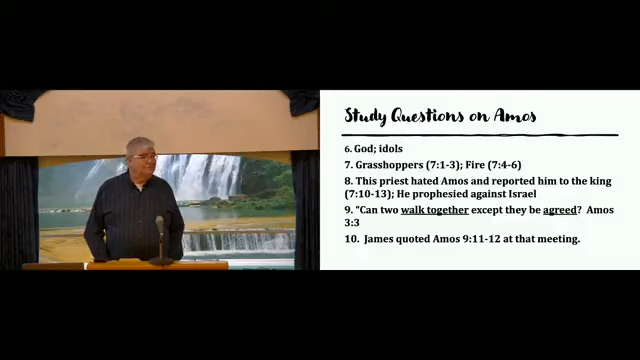 Study Questions on Amos
6. God; idols
7. Grasshoppers (7:1-3); Fire (7:4-6)
8. This priest hated Amos and reported him to the king
(7:10-13); He prophesied against Israel
9. “Can two walk together except they be agreed?  Amos
3:3
10.  James quoted Amos 9:11-12 at that meeting.